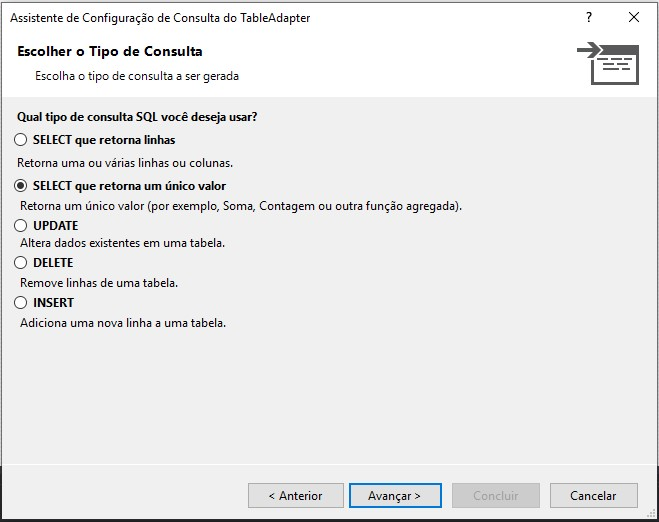 Assistente de Configuração de Consulta do TableAdapter
?
Escolher o Tipo de Consulta
Escolha o tipo de consulta a ser gerada
Qual tipo de consulta SQL você deseja usar?
SELECT que retorna linhas
Retorna uma ou várias linhas ou colunas.
SELECT que retorna um único valor
Retorna um único valor (por exemplo, Soma, Contagem ou outra função agregada).
UPDATE
Altera dados existentes em uma tabela.
DELETE
Remove linhas de uma tabela.
INSERT
Adiciona uma nova linha a uma tabela.
< Anterior
Avançar >
Concluir
Cancelar